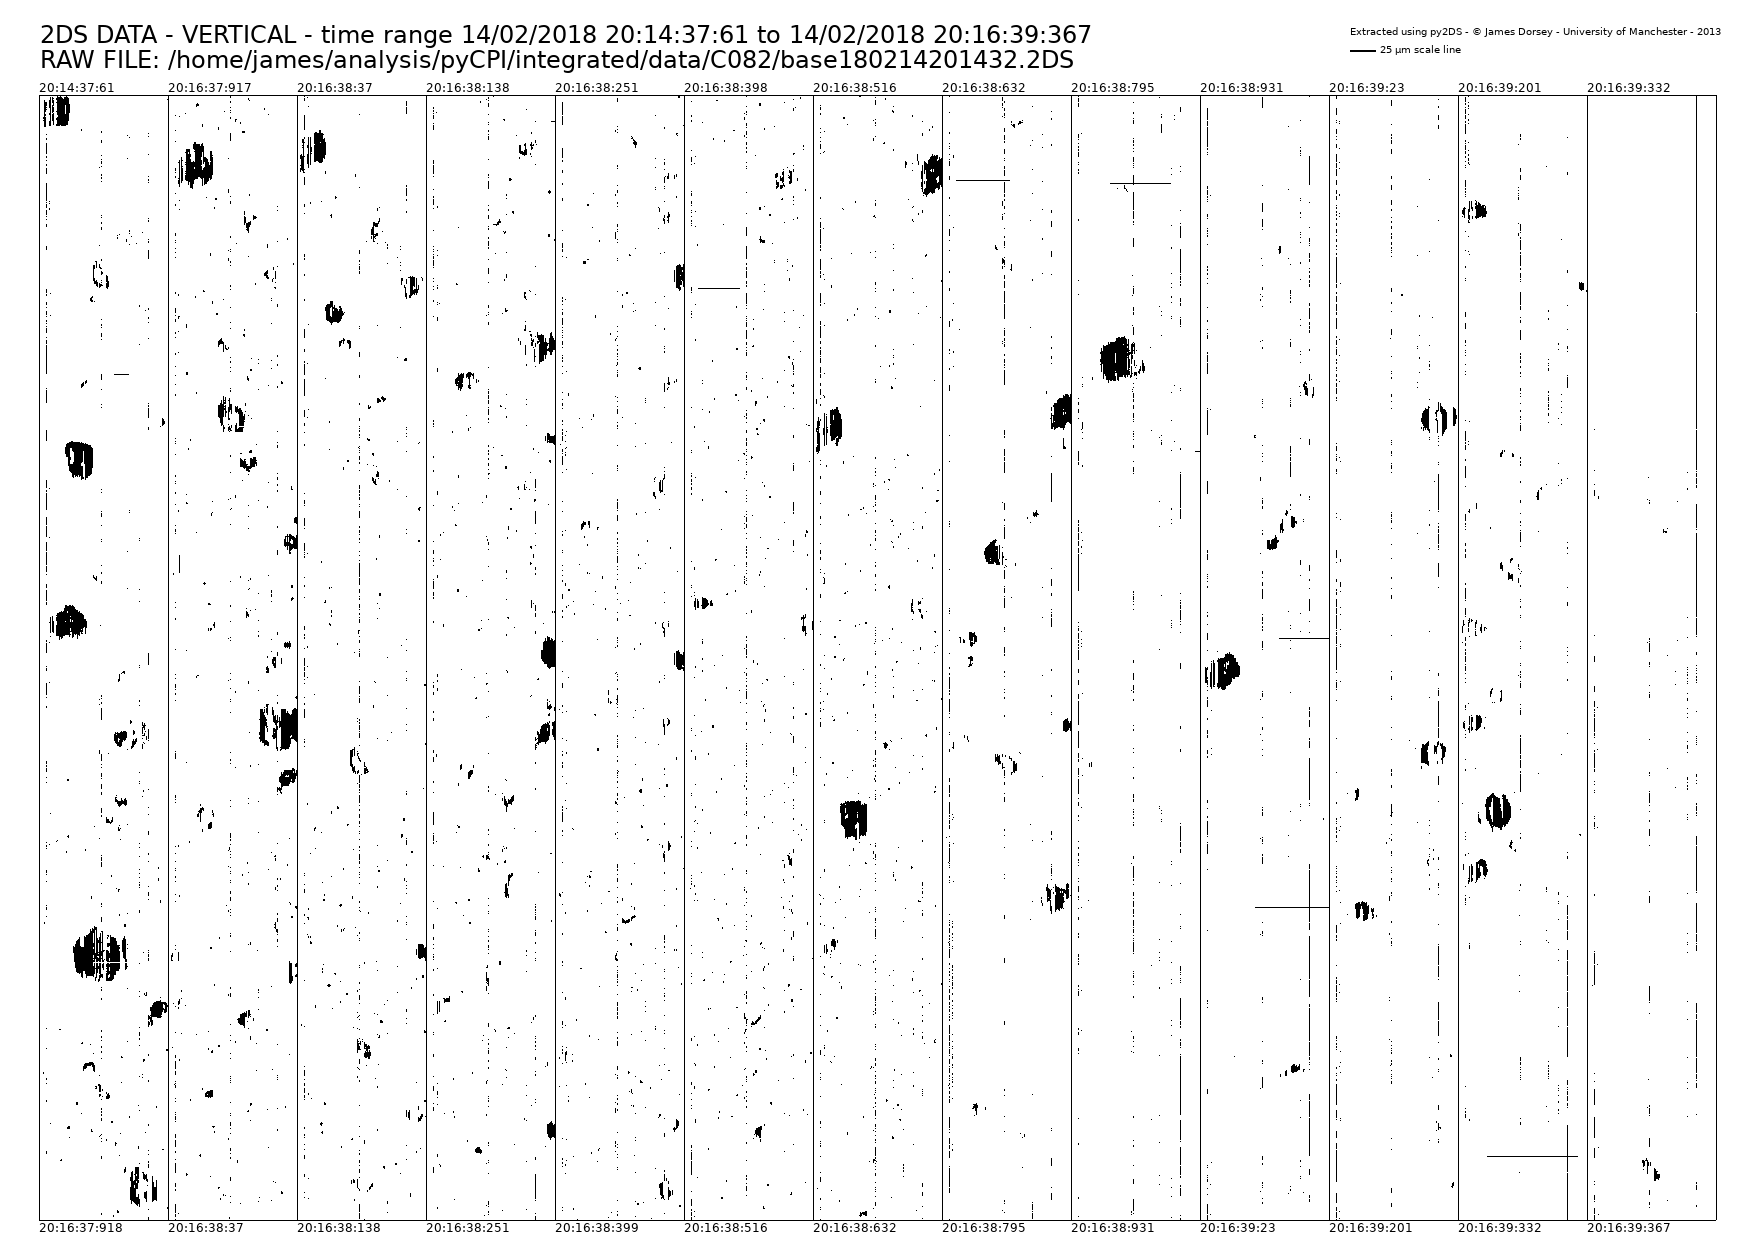 2DS DATA - VERTICAL - time range 14/02/2018 20:14:37:61 to 14/02/2018 20:16:39:367
RAW FILE: /home/james/analysis/pyCPI/integrated/data/C082/base180214201432.2DS
Extracted using py2DS - © James Dorsey - University of Manchester - 2013
25 µm scale line
20:14:37:61 20:16:37:917 20:16:38:37 20:16:38:138 20:16:38:251 20:16:38:398 20:16:38:516 20:16:38:632 20:16:38:795 20:16:38:931 20:16:39:23 20:16:39:201 20:16:39:332
20:16:37:918 20:16:38:37 20:16:38:138 20:16:38:251 20:16:38:399 20:16:38:516 20:16:38:632 20:16:38:795 20:16:38:931 20:16:39:23 20:16:39:201 20:16:39:332 20:16:39:367